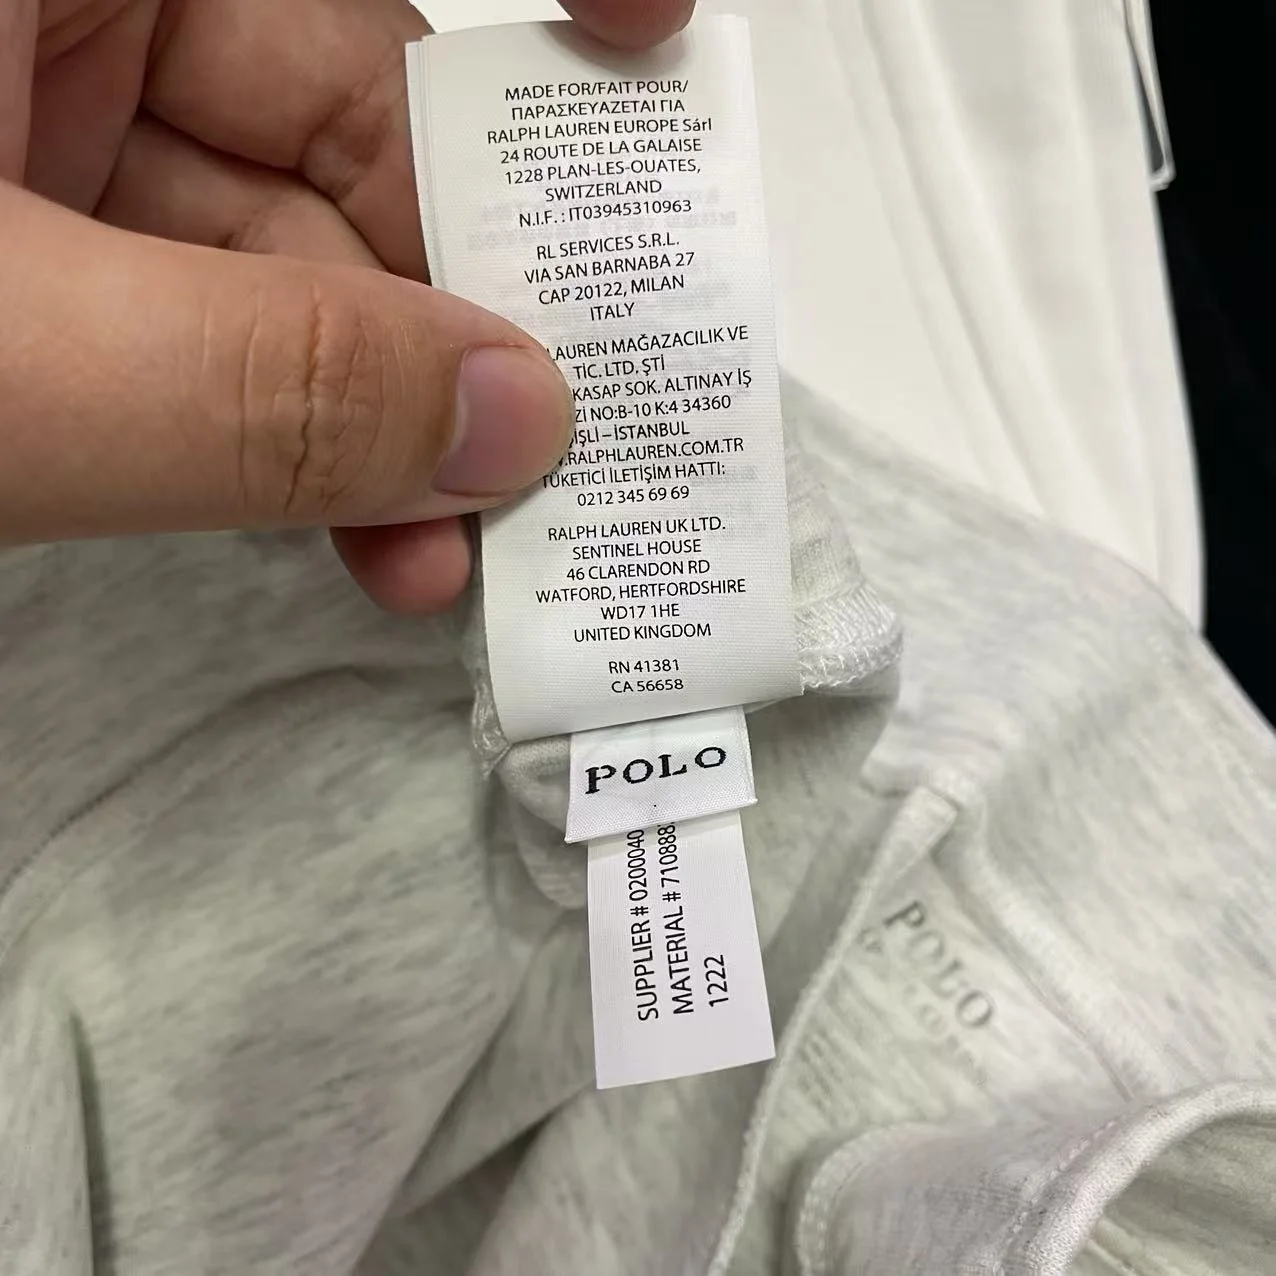 MADE FOR/FAIT POUR/
ΠΑΡΑΣΚΕΥΑΖΕΤΑΙ ΓΙΑ
RALPH LAUREN EUROPE Sárl
24 ROUTE DE LA GALAISE
1228 PLAN-LES-OUATES,
SWITZERLAND
N.I.F. : IT03945310963
RL SERVICES S.R.L.
VIA SAN BARNABA 27
CAP 20122, MILAN
ITALY
LAUREN MAĞAZACILIK VE
TİC. LTD. ŞTİ
KASAP SOK. ALTINAY İŞ
Zİ NO:B-10 K:4 34360
ŞİŞLİ – İSTANBUL
.RALPHLAUREN.COM.TR
TÜKETİCİ İLETİŞİM HATTI:
0212 345 69 69
RALPH LAUREN UK LTD.
SENTINEL HOUSE
46 CLARENDON RD
WATFORD, HERTFORDSHIRE
WD17 1HE
UNITED KINGDOM
RN 41381
CA 56658
POLO
SUPPLIER # 0200040
MATERIAL # 710888
1222
POLO